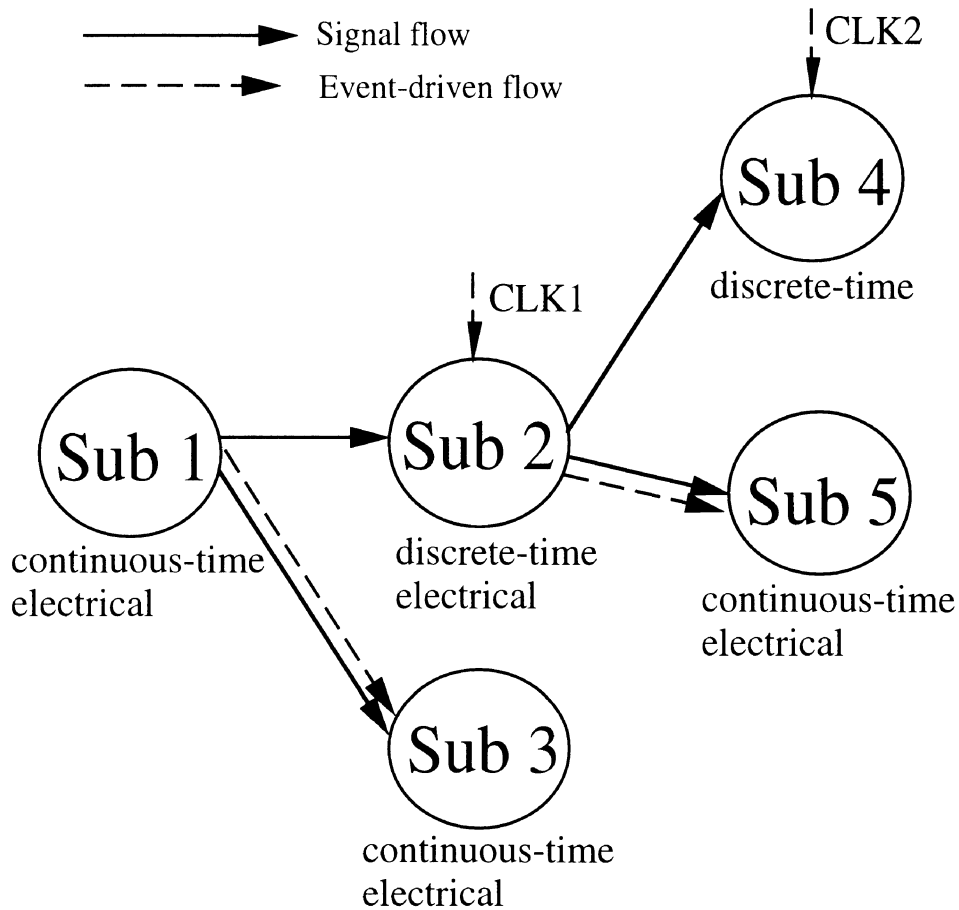 Signal flow
Event-driven flow
CLK2
Sub 4
discrete-time
CLK1
Sub 1
continuous-time
electrical
Sub 2
discrete-time
electrical
Sub 5
continuous-time
electrical
Sub 3
continuous-time
electrical